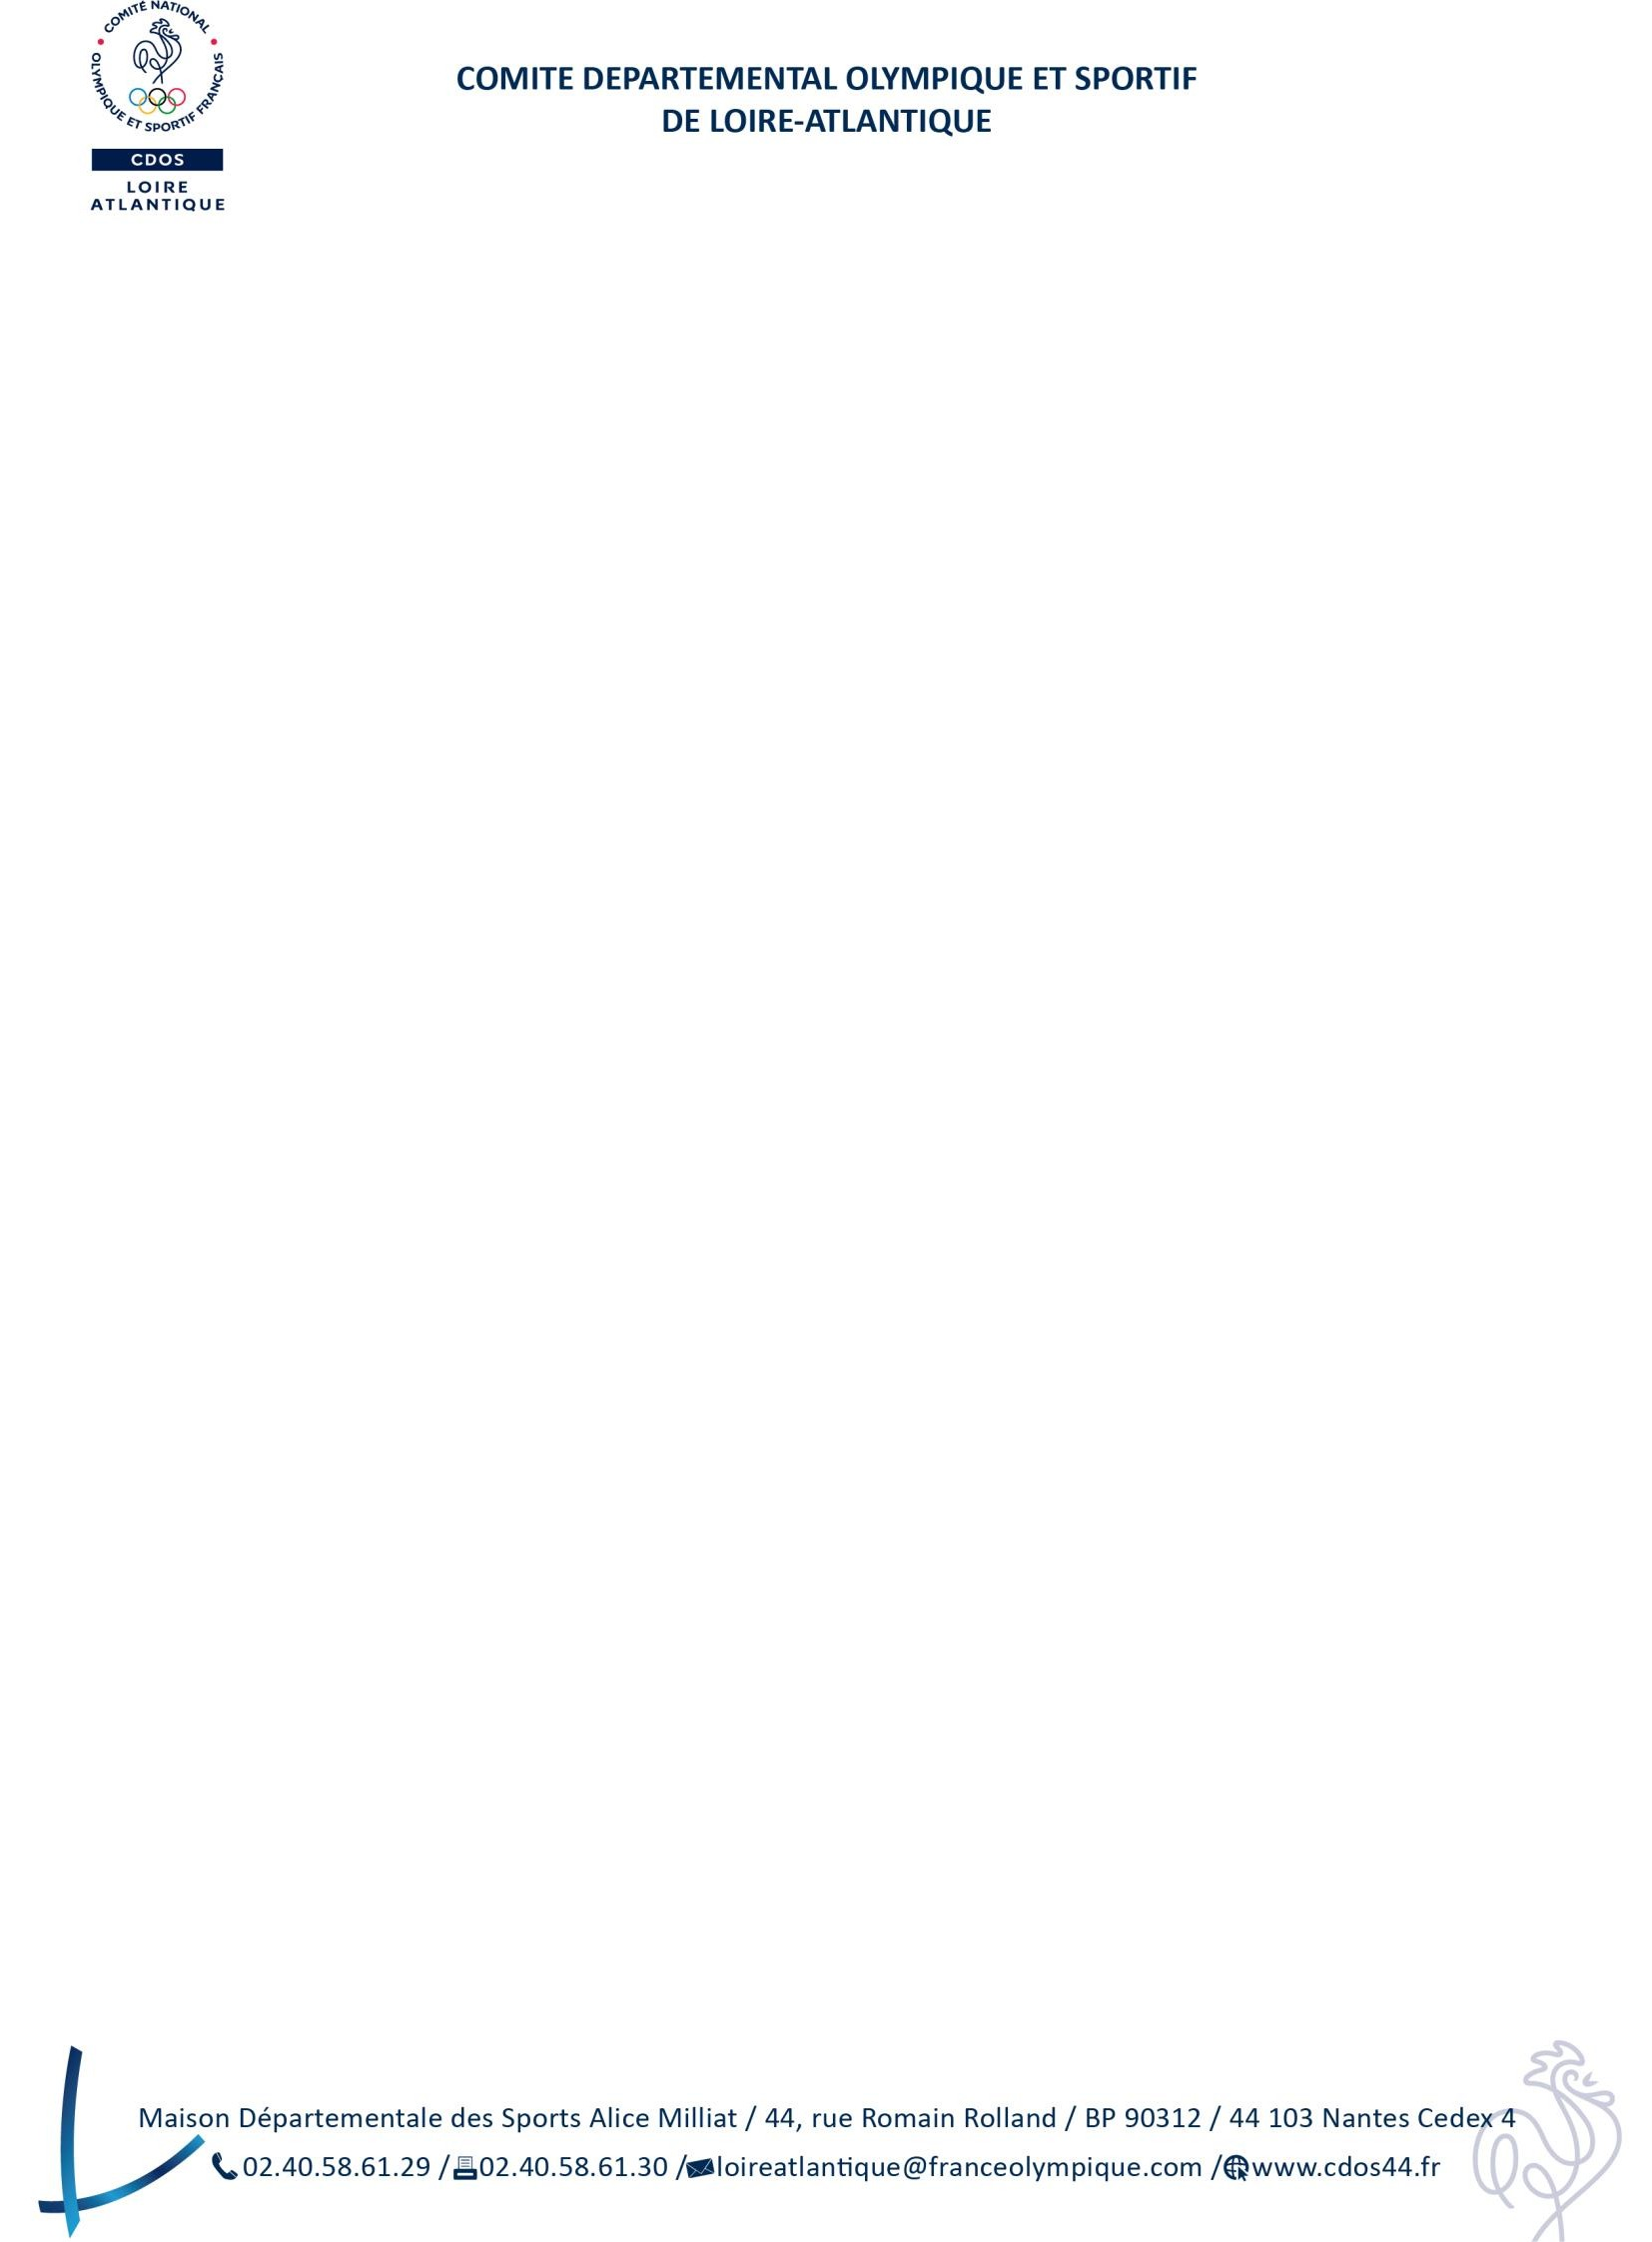 COMITÉ NATIONAL
OLYMPIQUE ET SPORTIF FRANÇAIS
CDOS
LOIRE
ATLANTIQUE
COMITE DEPARTEMENTAL OLYMPIQUE ET SPORTIF
DE LOIRE-ATLANTIQUE
Maison Départementale des Sports Alice Milliat / 44, rue Romain Rolland / BP 90312 / 44 103 Nantes Cedex 4
02.40.58.61.29 / 02.40.58.61.30 / loireatlantique@franceolympique.com / www.cdos44.fr